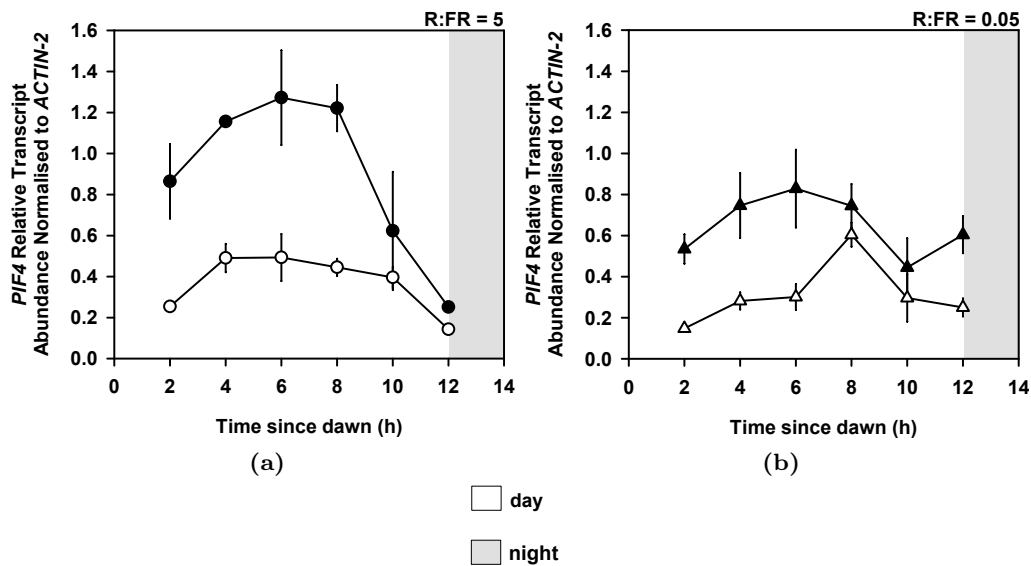 R:FR = 5
PIF4 Relative Transcript
Abundance Normalised to ACTIN-2
1.6
1.4
1.2
1.0
0.8
0.6
0.4
0.2
0.0
0 2 4 6 8 10 12 14
Time since dawn (h)
(a)
R:FR = 0.05
PIF4 Relative Transcript
Abundance Normalised to ACTIN-2
1.6
1.4
1.2
1.0
0.8
0.6
0.4
0.2
0.0
0 2 4 6 8 10 12 14
Time since dawn (h)
(b)
day
night